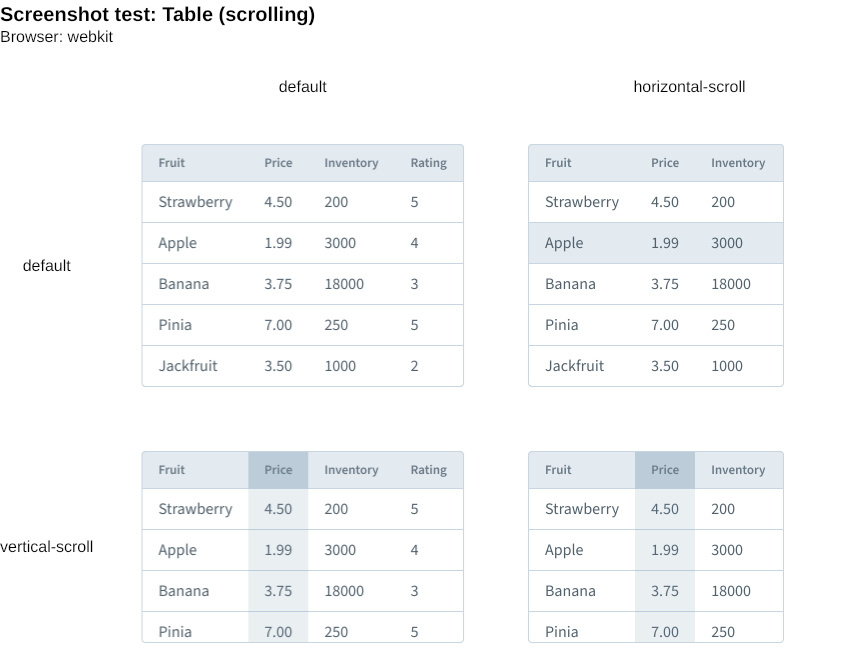 Screenshot test: Table (scrolling)
Browser: webkit
default horizontal-scroll
Fruit Price Inventory Rating Fruit Price Inventory
Strawberry 4.50 200 5 Strawberry 4.50 200
Apple 1.99 3000 4 Apple 1.99 3000
default
Banana 3.75 18000 3 Banana 3.75 18000
Pinia 7.00 250 5 Pinia 7.00 250
Jackfruit 3.50 1000 2 Jackfruit 3.50 1000
Fruit Price Inventory Rating Fruit Price Inventory
Strawberry 4.50 200 5 Strawberry 4.50 200
vertical-scroll Apple 1.99 3000 4 Apple 1.99 3000
Banana 3.75 18000 3 Banana 3.75 18000
Pinia 7.00 250 5 Pinia 7.00 250